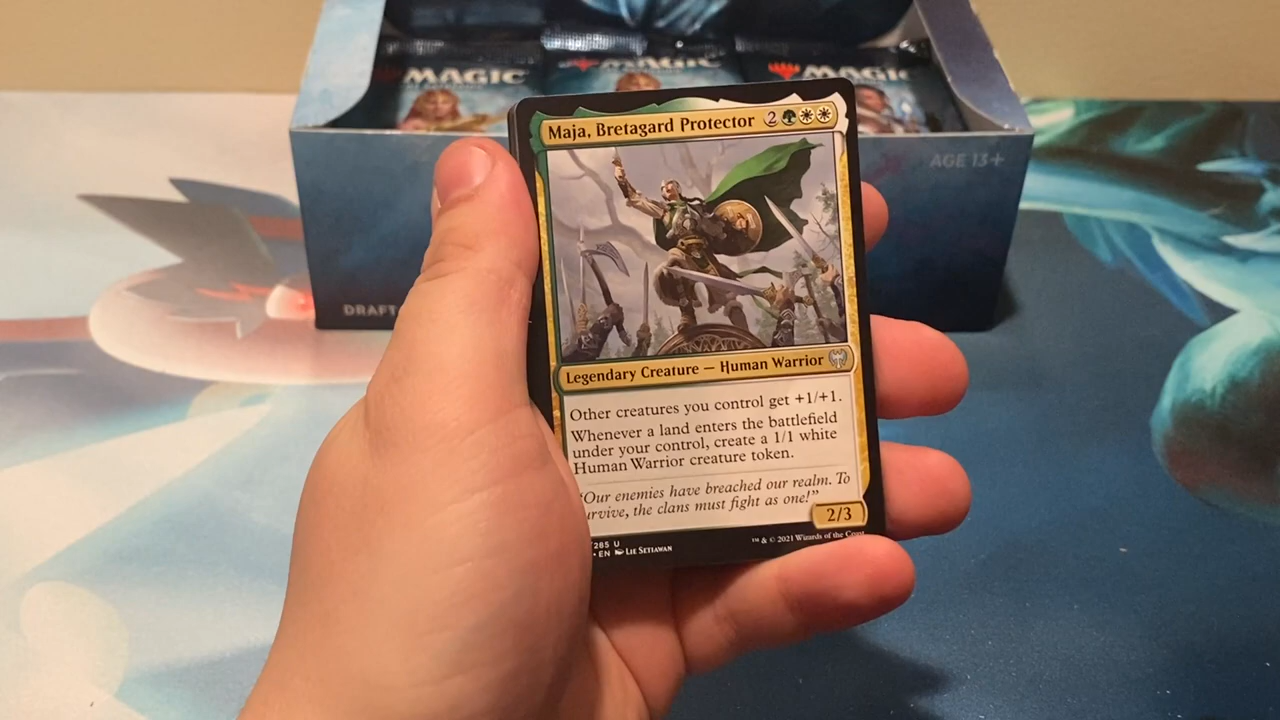 MAGIC
MAGIC
MAGIC
AGE 13+
DRAFT
Maja, Bretagard Protector 2
Legendary Creature — Human Warrior
Other creatures you control get +1/+1.
Whenever a land enters the battlefield
under your control, create a 1/1 white
Human Warrior creature token.
"Our enemies have breached our realm. To
urvive, the clans must fight as one!"
2/3
285 U
• EN Lie Setiawan
™ & © 2021 Wizards of the Coast